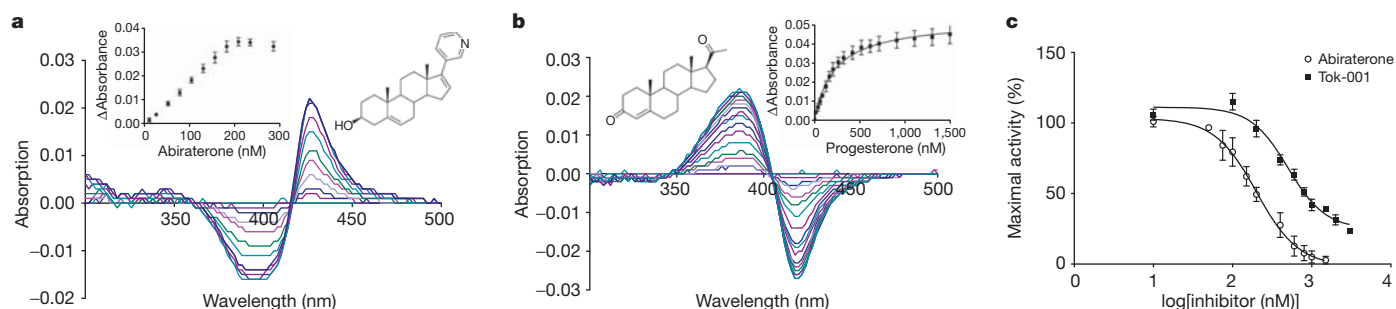 a
0.04
0.03
0.02
0.01
0.00
ΔAbsorbance
0
100
200
300
Abiraterone (nM)
N
HO
0.03
0.02
0.01
0.00
−0.01
−0.02
Absorption
350
400
450
500
Wavelength (nm)
b
O
O
0.05
0.04
0.03
0.02
0.01
0.00
ΔAbsorbance
0
500
1,000
1,500
Progesterone (nM)
0.03
0.02
0.01
0.00
−0.01
−0.02
−0.03
Absorption
350
400
450
500
Wavelength (nm)
c
Abiraterone
Tok-001
150
100
50
0
Maximal activity (%)
0
1
2
3
4
log[inhibitor (nM)]